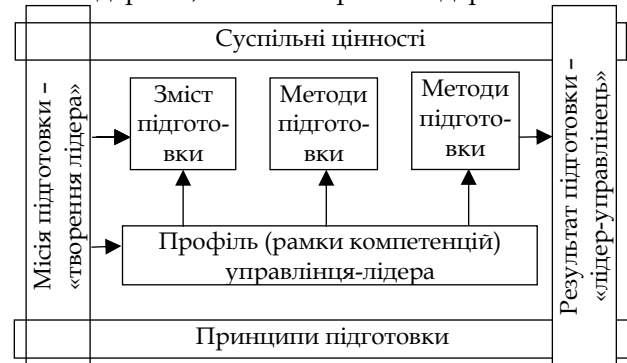 Суспільні цінності
Місія підготовки –
«творення лідера»
Зміст
підгото-
вки
Методи
підгото-
вки
Методи
підгото-
вки
Профіль (рамки компетенцій)
управлінця-лідера
Результат підготовки –
«лідер-управлінець»
Принципи підготовки